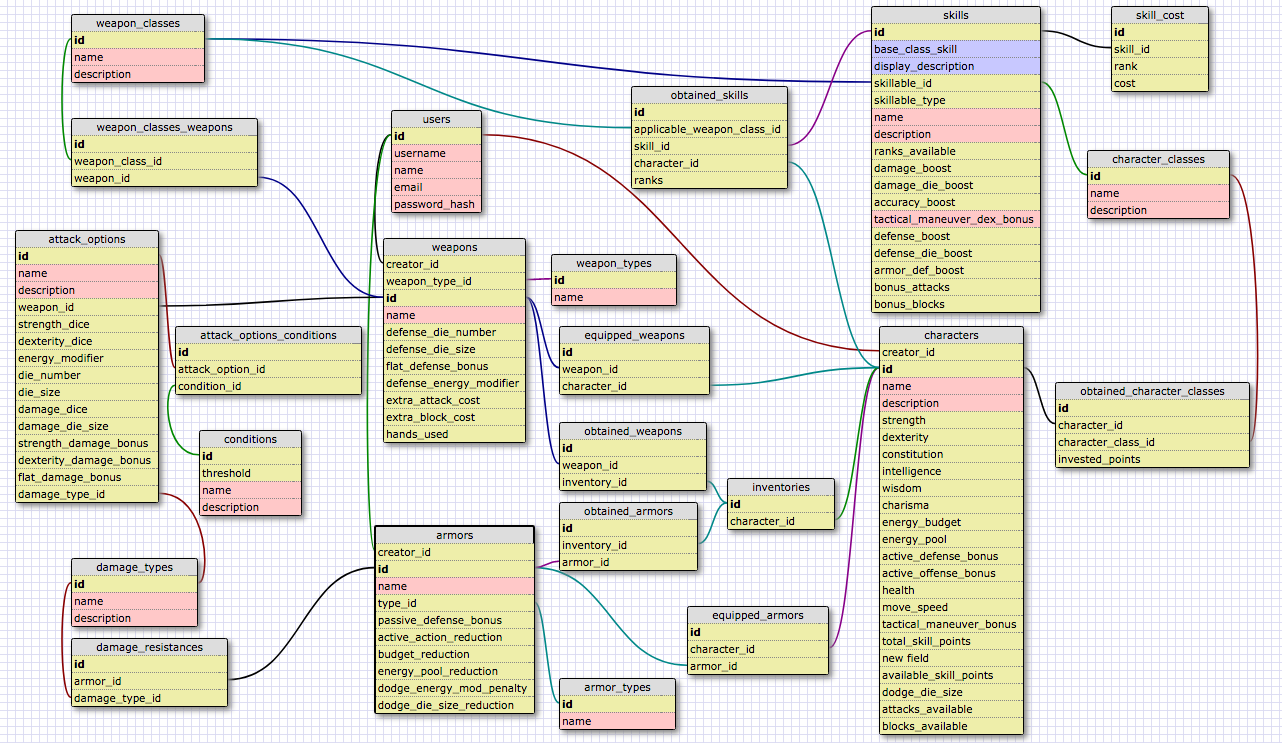 weapon_classes
id
name
description
weapon_classes_weapons
id
weapon_class_id
weapon_id
attack_options
id
name
description
weapon_id
strength_dice
dexterity_dice
energy_modifier
die_number
die_size
damage_dice
damage_die_size
strength_damage_bonus
dexterity_damage_bonus
flat_damage_bonus
damage_type_id
attack_options_conditions
id
attack_option_id
condition_id
conditions
id
threshold
name
description
damage_types
id
name
description
damage_resistances
id
armor_id
damage_type_id
users
id
username
name
email
password_hash
weapons
creator_id
weapon_type_id
id
name
defense_die_number
defense_die_size
flat_defense_bonus
defense_energy_modifier
extra_attack_cost
extra_block_cost
hands_used
armors
creator_id
id
name
type_id
passive_defense_bonus
active_action_reduction
budget_reduction
energy_pool_reduction
dodge_energy_mod_penalty
dodge_die_size_reduction
obtained_skills
id
applicable_weapon_class_id
skill_id
character_id
ranks
weapon_types
id
name
equipped_weapons
id
weapon_id
character_id
obtained_weapons
id
weapon_id
inventory_id
obtained_armors
id
inventory_id
armor_id
inventories
id
character_id
equipped_armors
id
character_id
armor_id
armor_types
id
name
skills
id
base_class_skill
display_description
skillable_id
skillable_type
name
description
ranks_available
damage_boost
damage_die_boost
accuracy_boost
tactical_maneuver_dex_bonus
defense_boost
defense_die_boost
armor_def_boost
bonus_attacks
bonus_blocks
characters
creator_id
id
name
description
strength
dexterity
constitution
intelligence
wisdom
charisma
energy_budget
energy_pool
active_defense_bonus
active_offense_bonus
health
move_speed
tactical_maneuver_bonus
total_skill_points
new field
available_skill_points
dodge_die_size
attacks_available
blocks_available
skill_cost
id
skill_id
rank
cost
character_classes
id
name
description
obtained_character_classes
id
character_id
character_class_id
invested_points